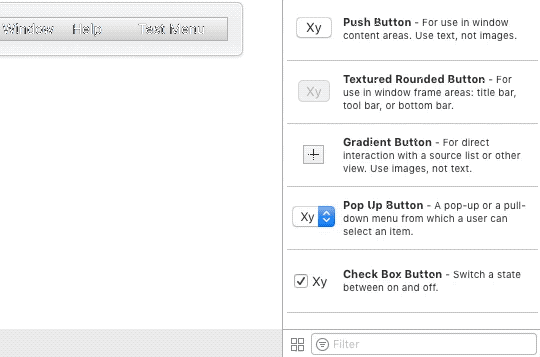 Window Help Text Menu
Xy
Push Button - For use in window
content areas. Use text, not images.
Xy
Textured Rounded Button - For
use in window frame areas: title bar,
tool bar, or bottom bar.
Gradient Button - For direct
interaction with a source list or other
view. Use images, not text.
Xy
Pop Up Button - A pop-up or a pull-
down menu from which a user can
select an item.
Xy
Check Box Button - Switch a state
between on and off.
Filter